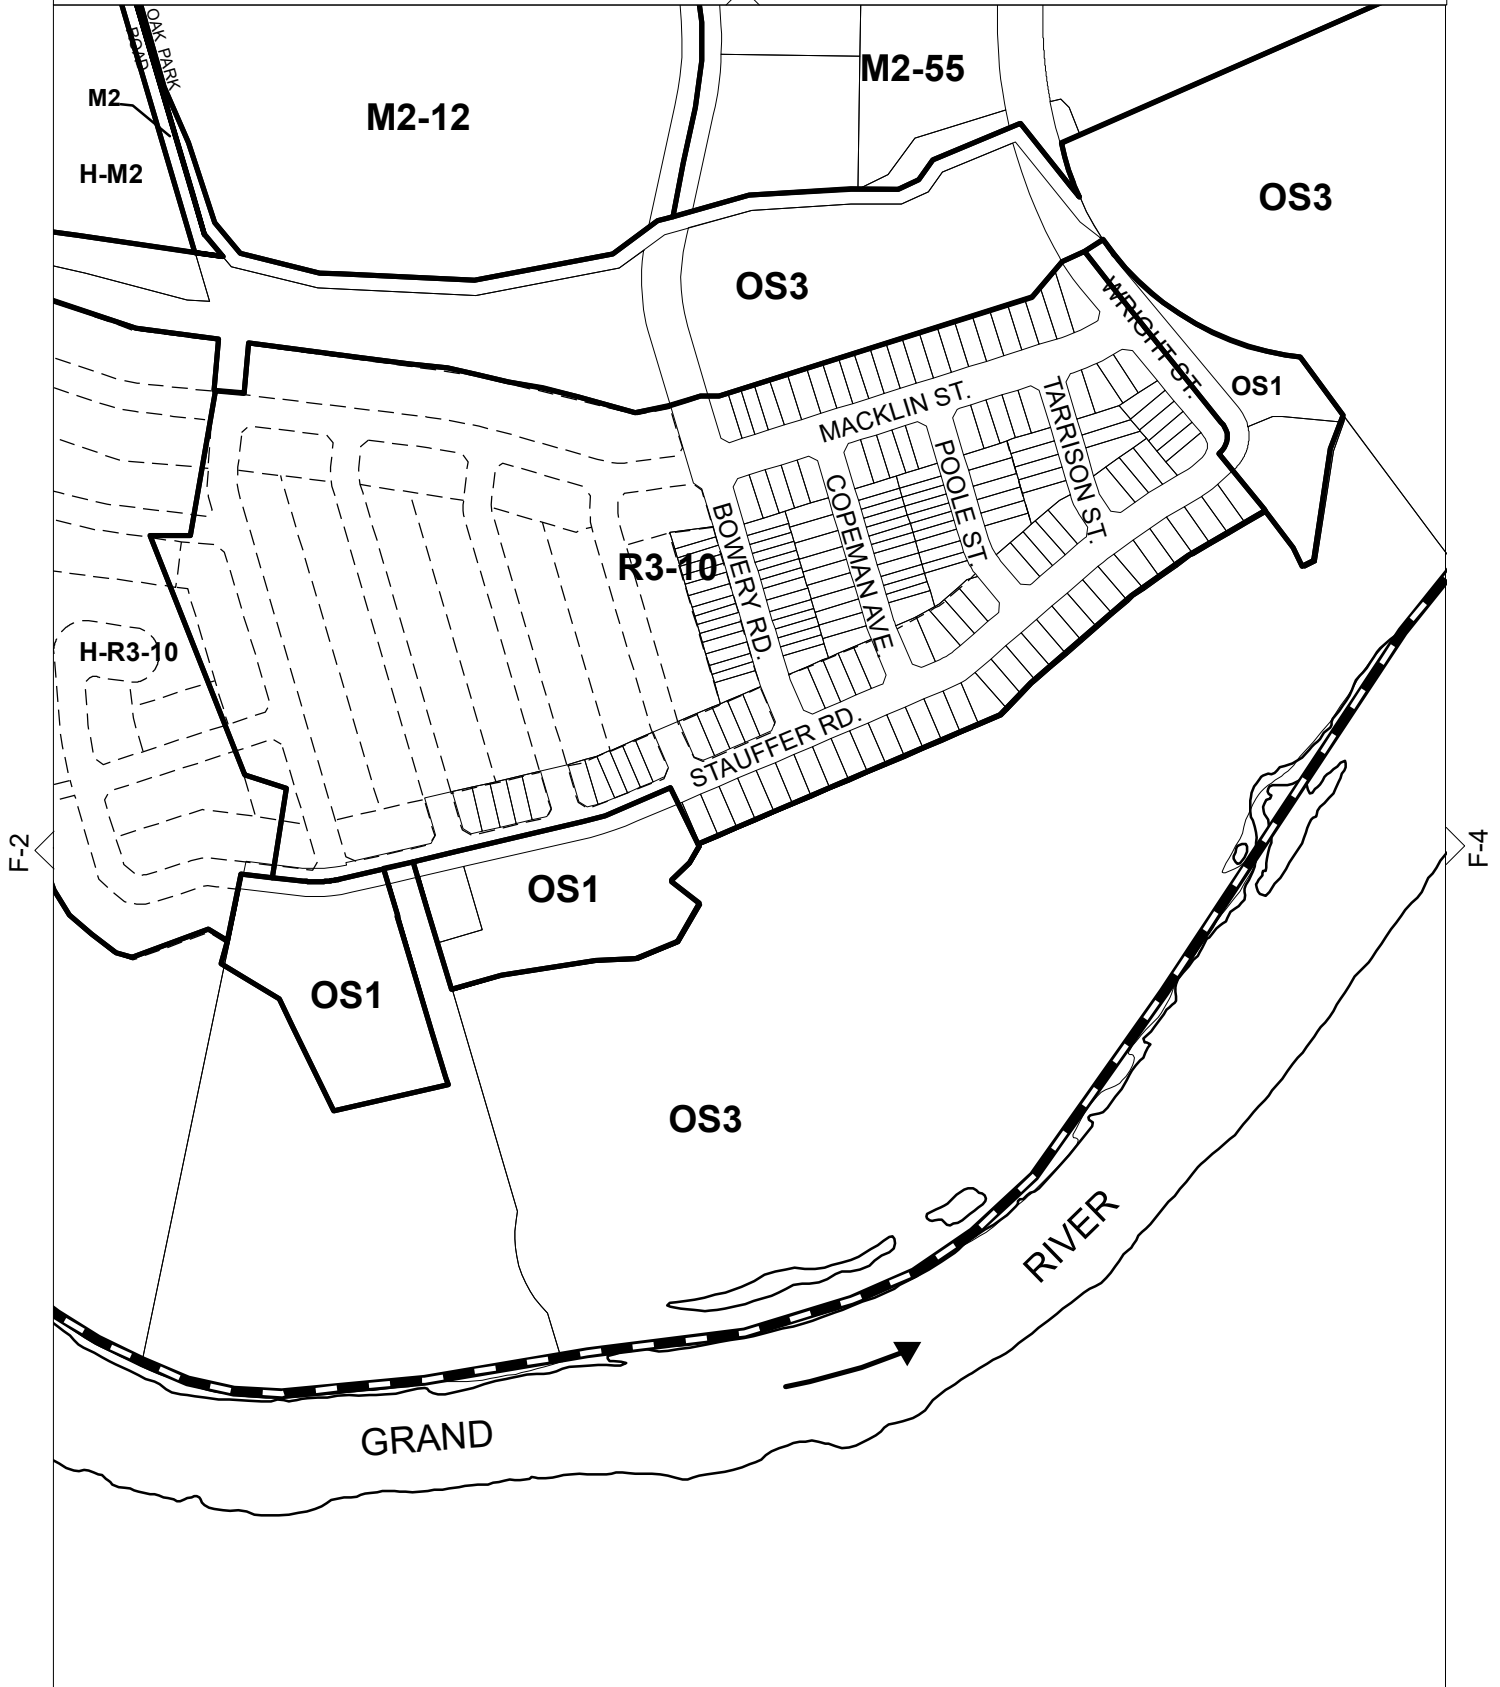 OAK PARK
ROAD
M2
M2-12
M2-55
H-M2
OS3
OS3
WRIGHT ST.
OS1
MACKLIN ST.
TARRISON ST.
POOLE ST.
COPEMAN AVE.
BOWERY RD.
R3-10
H-R3-10
STAUFFER RD.
F-2
F-4
OS1
OS1
OS3
RIVER
GRAND